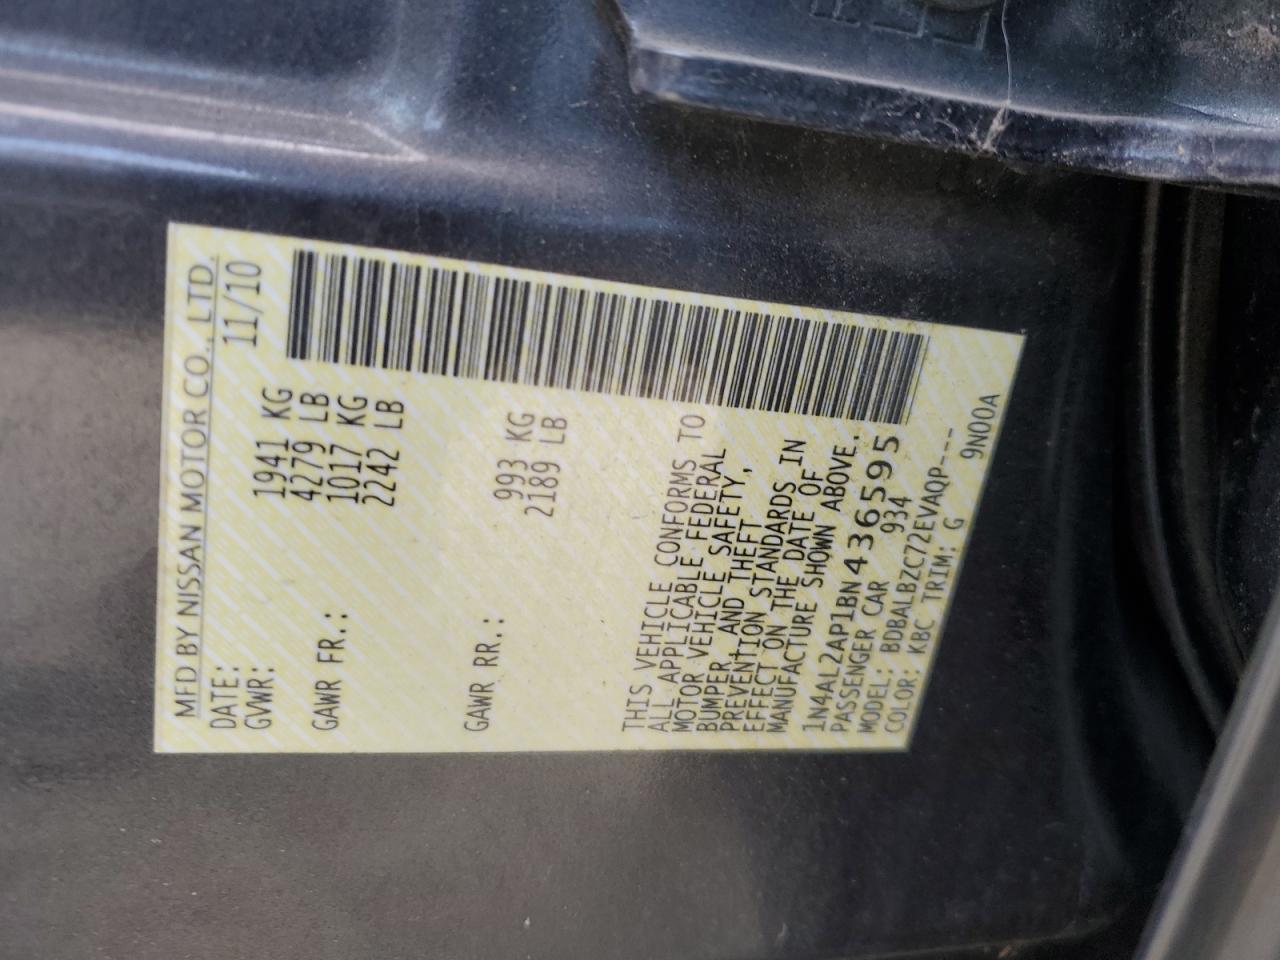 MFD BY NISSAN MOTOR CO., LTD.
DATE: 11/10
GVWR: 1941 KG
4279 LB
GAWR FR.: 1017 KG
2242 LB
GAWR RR.: 993 KG
2189 LB
THIS VEHICLE CONFORMS TO
ALL APPLICABLE FEDERAL
MOTOR VEHICLE SAFETY,
BUMPER, AND THEFT
PREVENTION STANDARDS IN
EFFECT ON THE DATE OF
MANUFACTURE SHOWN ABOVE.
1N4AL2AP1BN436595
PASSENGER CAR 934
MODEL: BDBALBZC72EVAQP---
COLOR: KBC TRIM: G 9N00A